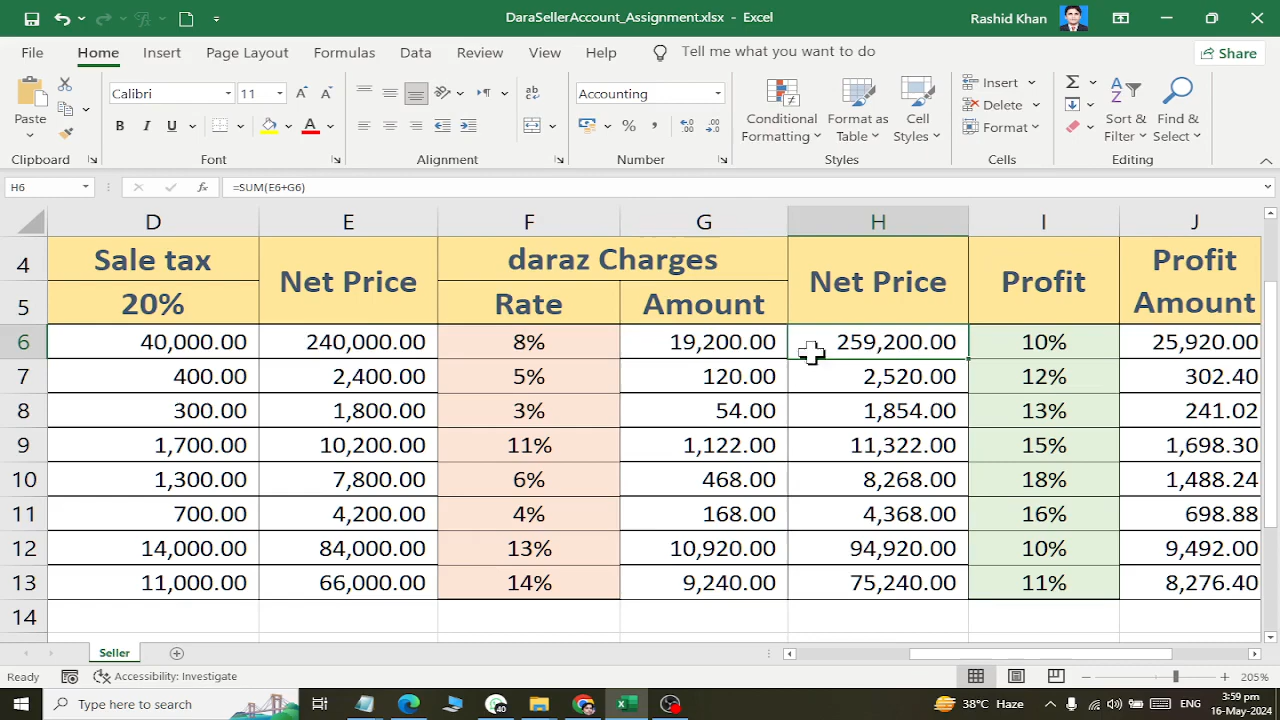 DaraSellerAccount_Assignment.xlsx - Excel
Rashid Khan
File Home Insert Page Layout Formulas Data Review View Help Tell me what you want to do Share
Calibri 11 Accounting
Paste
B I U A
Conditional Formatting
Format as Table
Cell Styles
Insert
Delete
Format
Sort & Filter
Find & Select
Clipboard Font Alignment Number Styles Cells Editing
H6 fx =SUM(E6+G6)
D E F G H I J
4 Sale tax Net Price daraz Charges Net Price Profit Profit
5 20% Rate Amount Amount
6 40,000.00 240,000.00 8% 19,200.00 259,200.00 10% 25,920.00
7 400.00 2,400.00 5% 120.00 2,520.00 12% 302.40
8 300.00 1,800.00 3% 54.00 1,854.00 13% 241.02
9 1,700.00 10,200.00 11% 1,122.00 11,322.00 15% 1,698.30
10 1,300.00 7,800.00 6% 468.00 8,268.00 18% 1,488.24
11 700.00 4,200.00 4% 168.00 4,368.00 16% 698.88
12 14,000.00 84,000.00 13% 10,920.00 94,920.00 10% 9,492.00
13 11,000.00 66,000.00 14% 9,240.00 75,240.00 11% 8,276.40
14
Seller
Ready Accessibility: Investigate 205%
Type here to search 38°C Haze 3:59 pm
16-May-2024